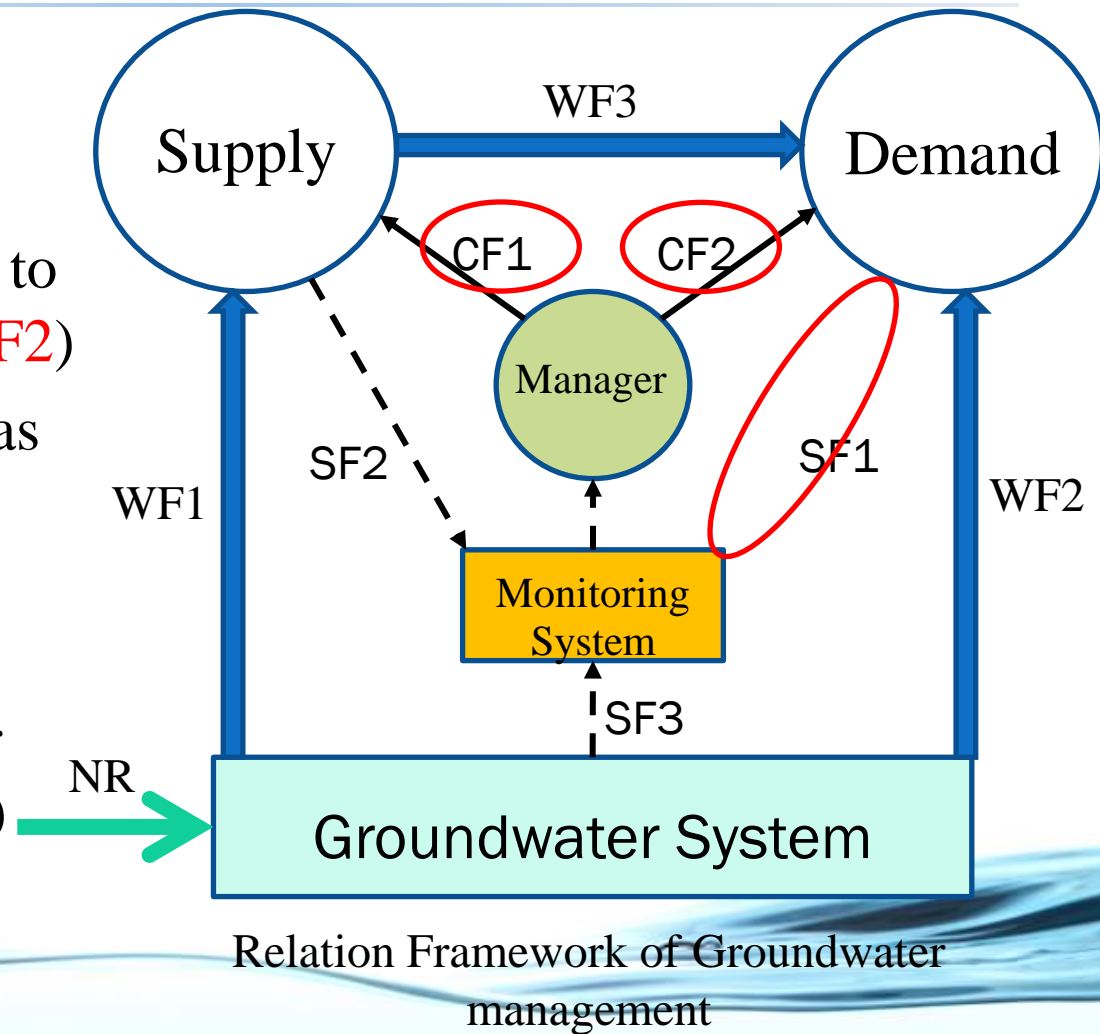 WF3
Supply
Demand
to
CF1
CF2
F2)
Manager
as
SF2
SF1
WF1
WF2
Monitoring
System
SF3
.
NR
)
Groundwater System
Relation Framework of Groundwater
management